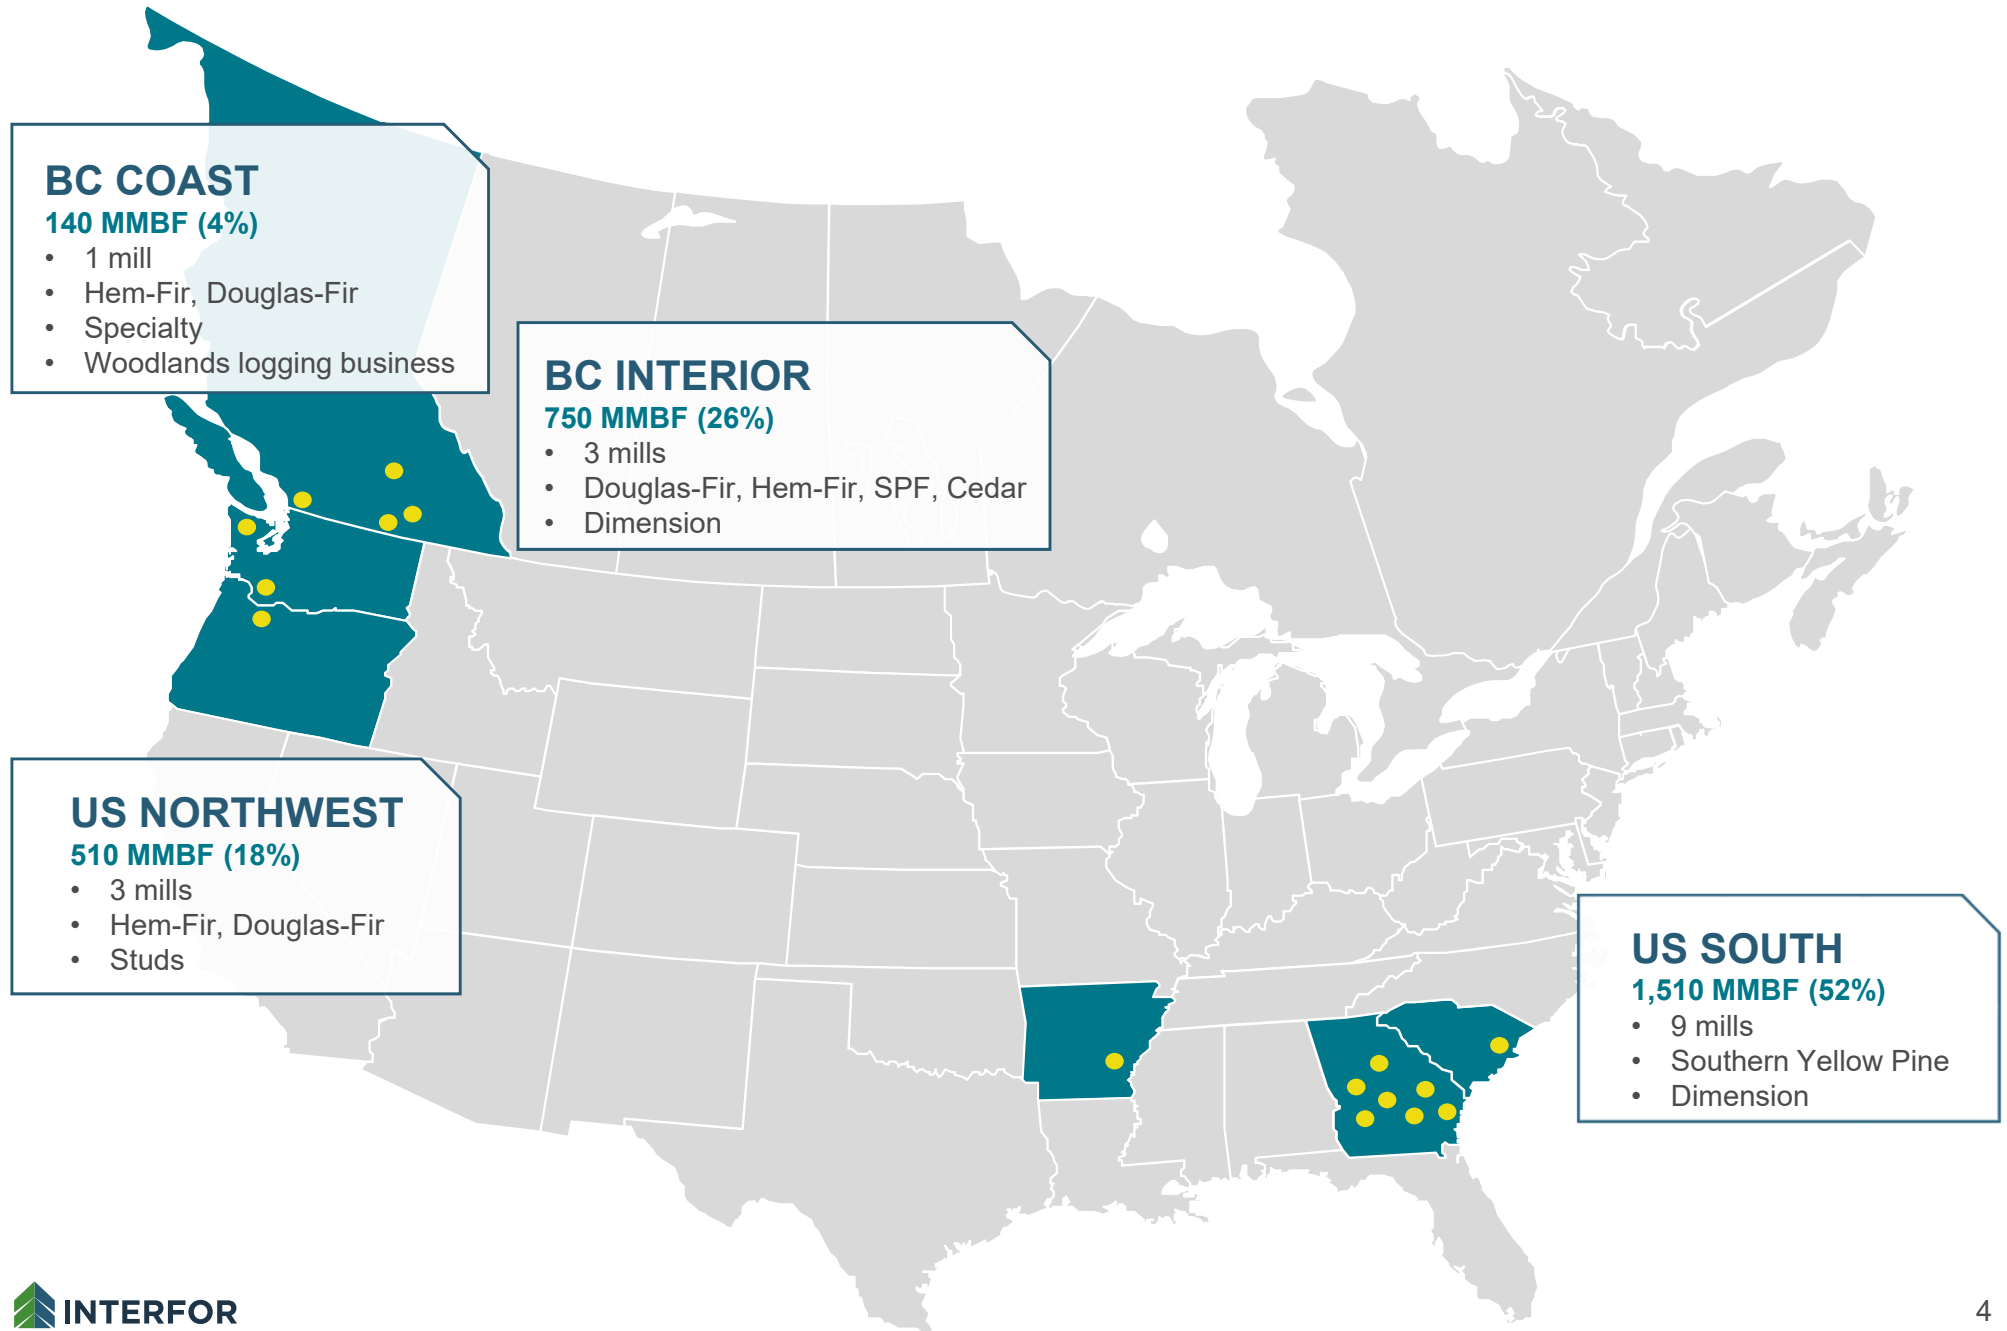 BC COAST
140 MMBF (4%)
• 1 mill
• Hem-Fir, Douglas-Fir
• Specialty
• Woodlands logging business
BC INTERIOR
750 MMBF (26%)
• 3 mills
• Douglas-Fir, Hem-Fir, SPF, Cedar
• Dimension
US NORTHWEST
510 MMBF (18%)
• 3 mills
• Hem-Fir, Douglas-Fir
• Studs
US SOUTH
1,510 MMBF (52%)
• 9 mills
• Southern Yellow Pine
• Dimension
INTERFOR
4